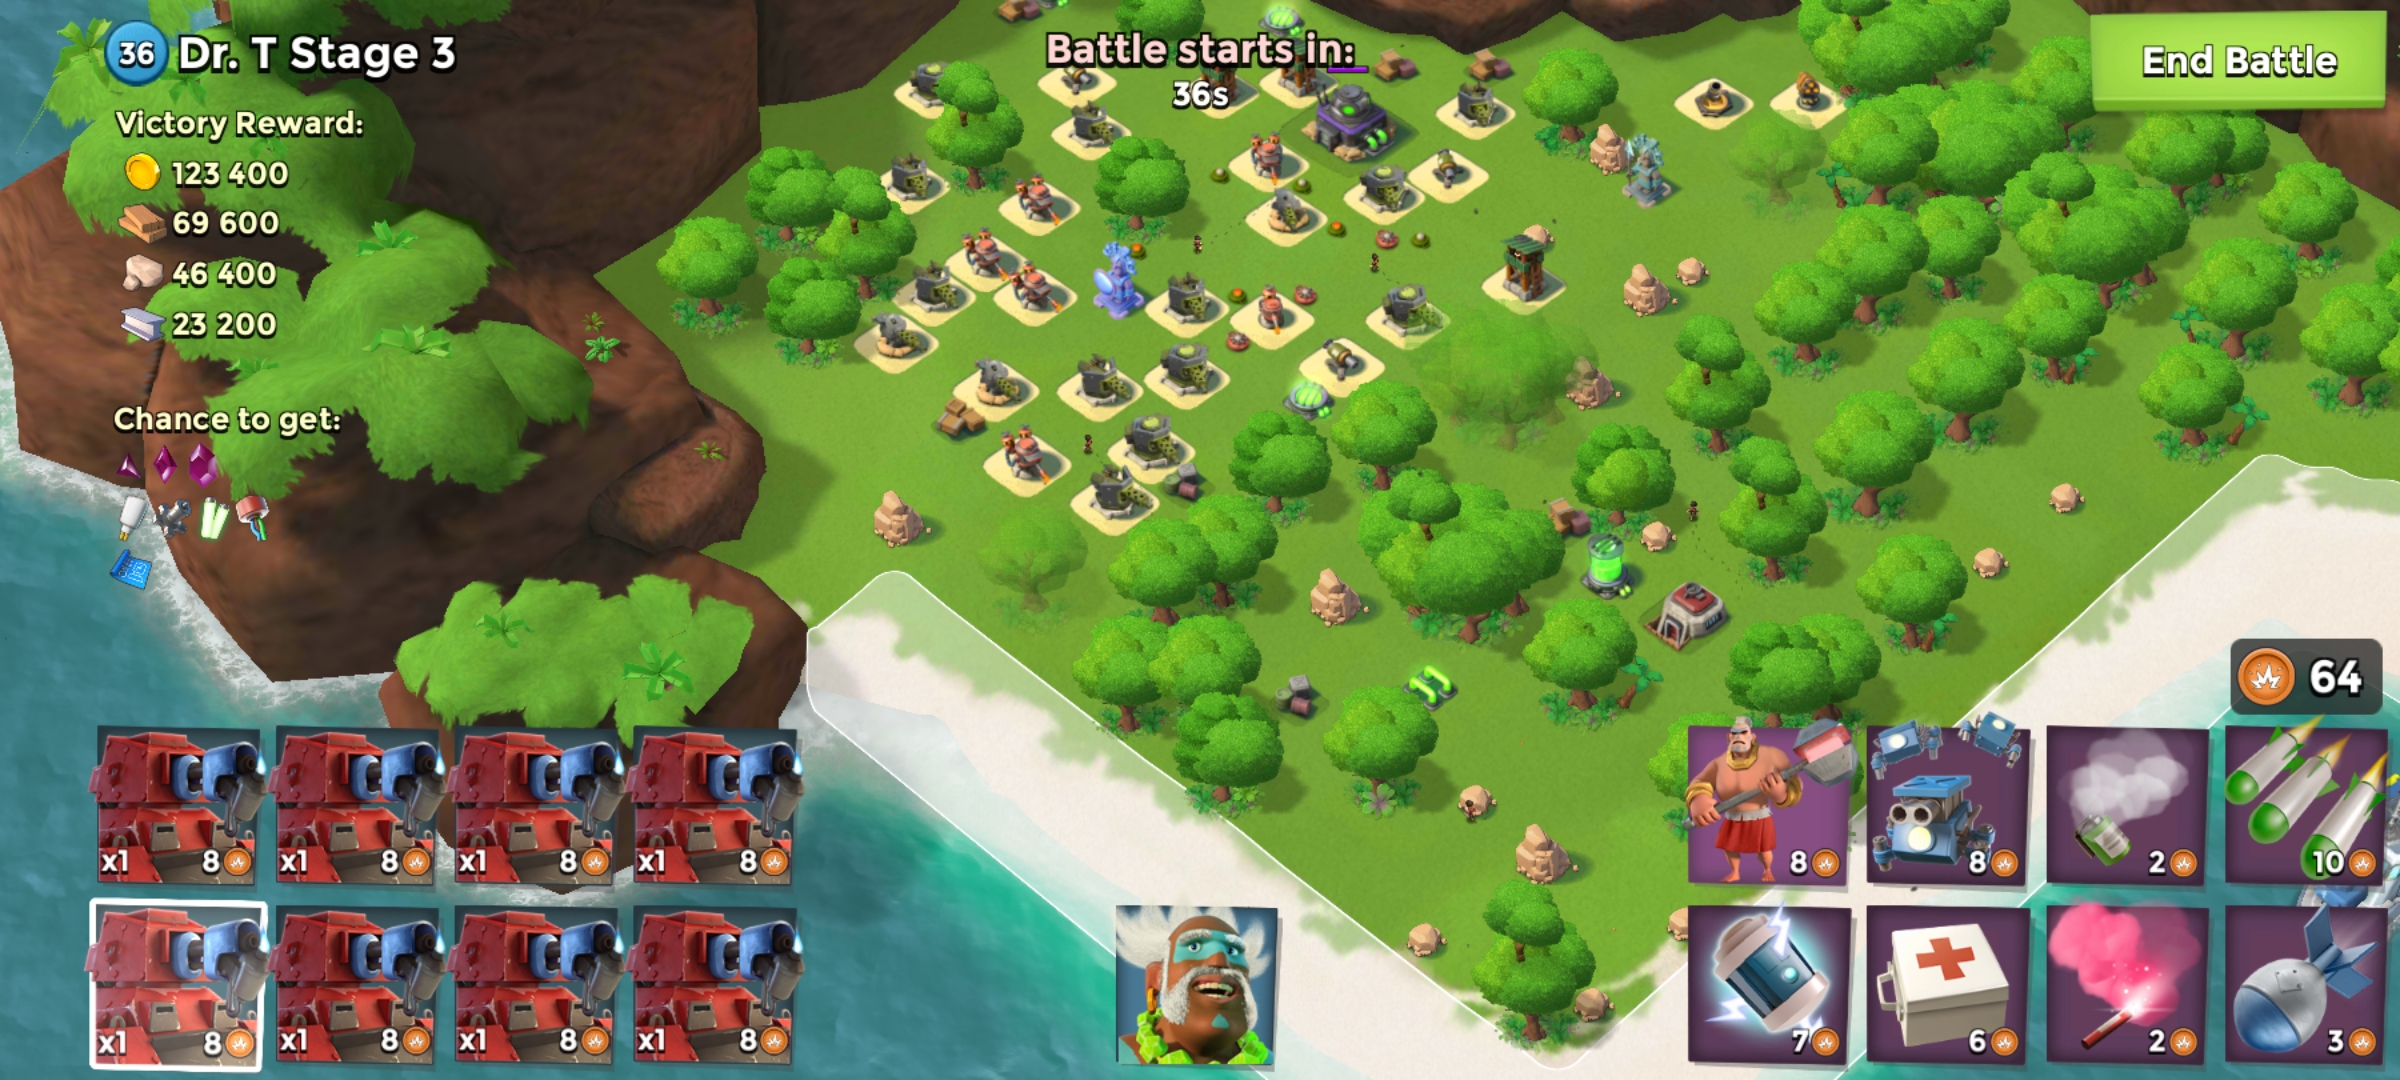 36 Dr. T Stage 3
Battle starts in:
36s
End Battle
Victory Reward:
123 400
69 600
46 400
23 200
Chance to get:
64
x1 8
x1 8
x1 8
x1 8
8
8
2
10
x1 8
x1 8
x1 8
x1 8
7
6
2
3